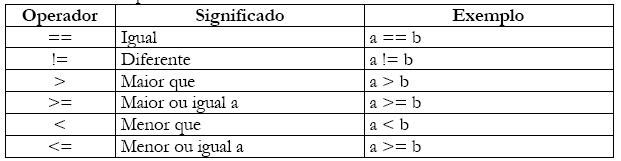 Operador Significado Exemplo
== Igual a == b
!= Diferente a != b
> Maior que a > b
>= Maior ou igual a a >= b
< Menor que a < b
<= Menor ou igual a a >= b